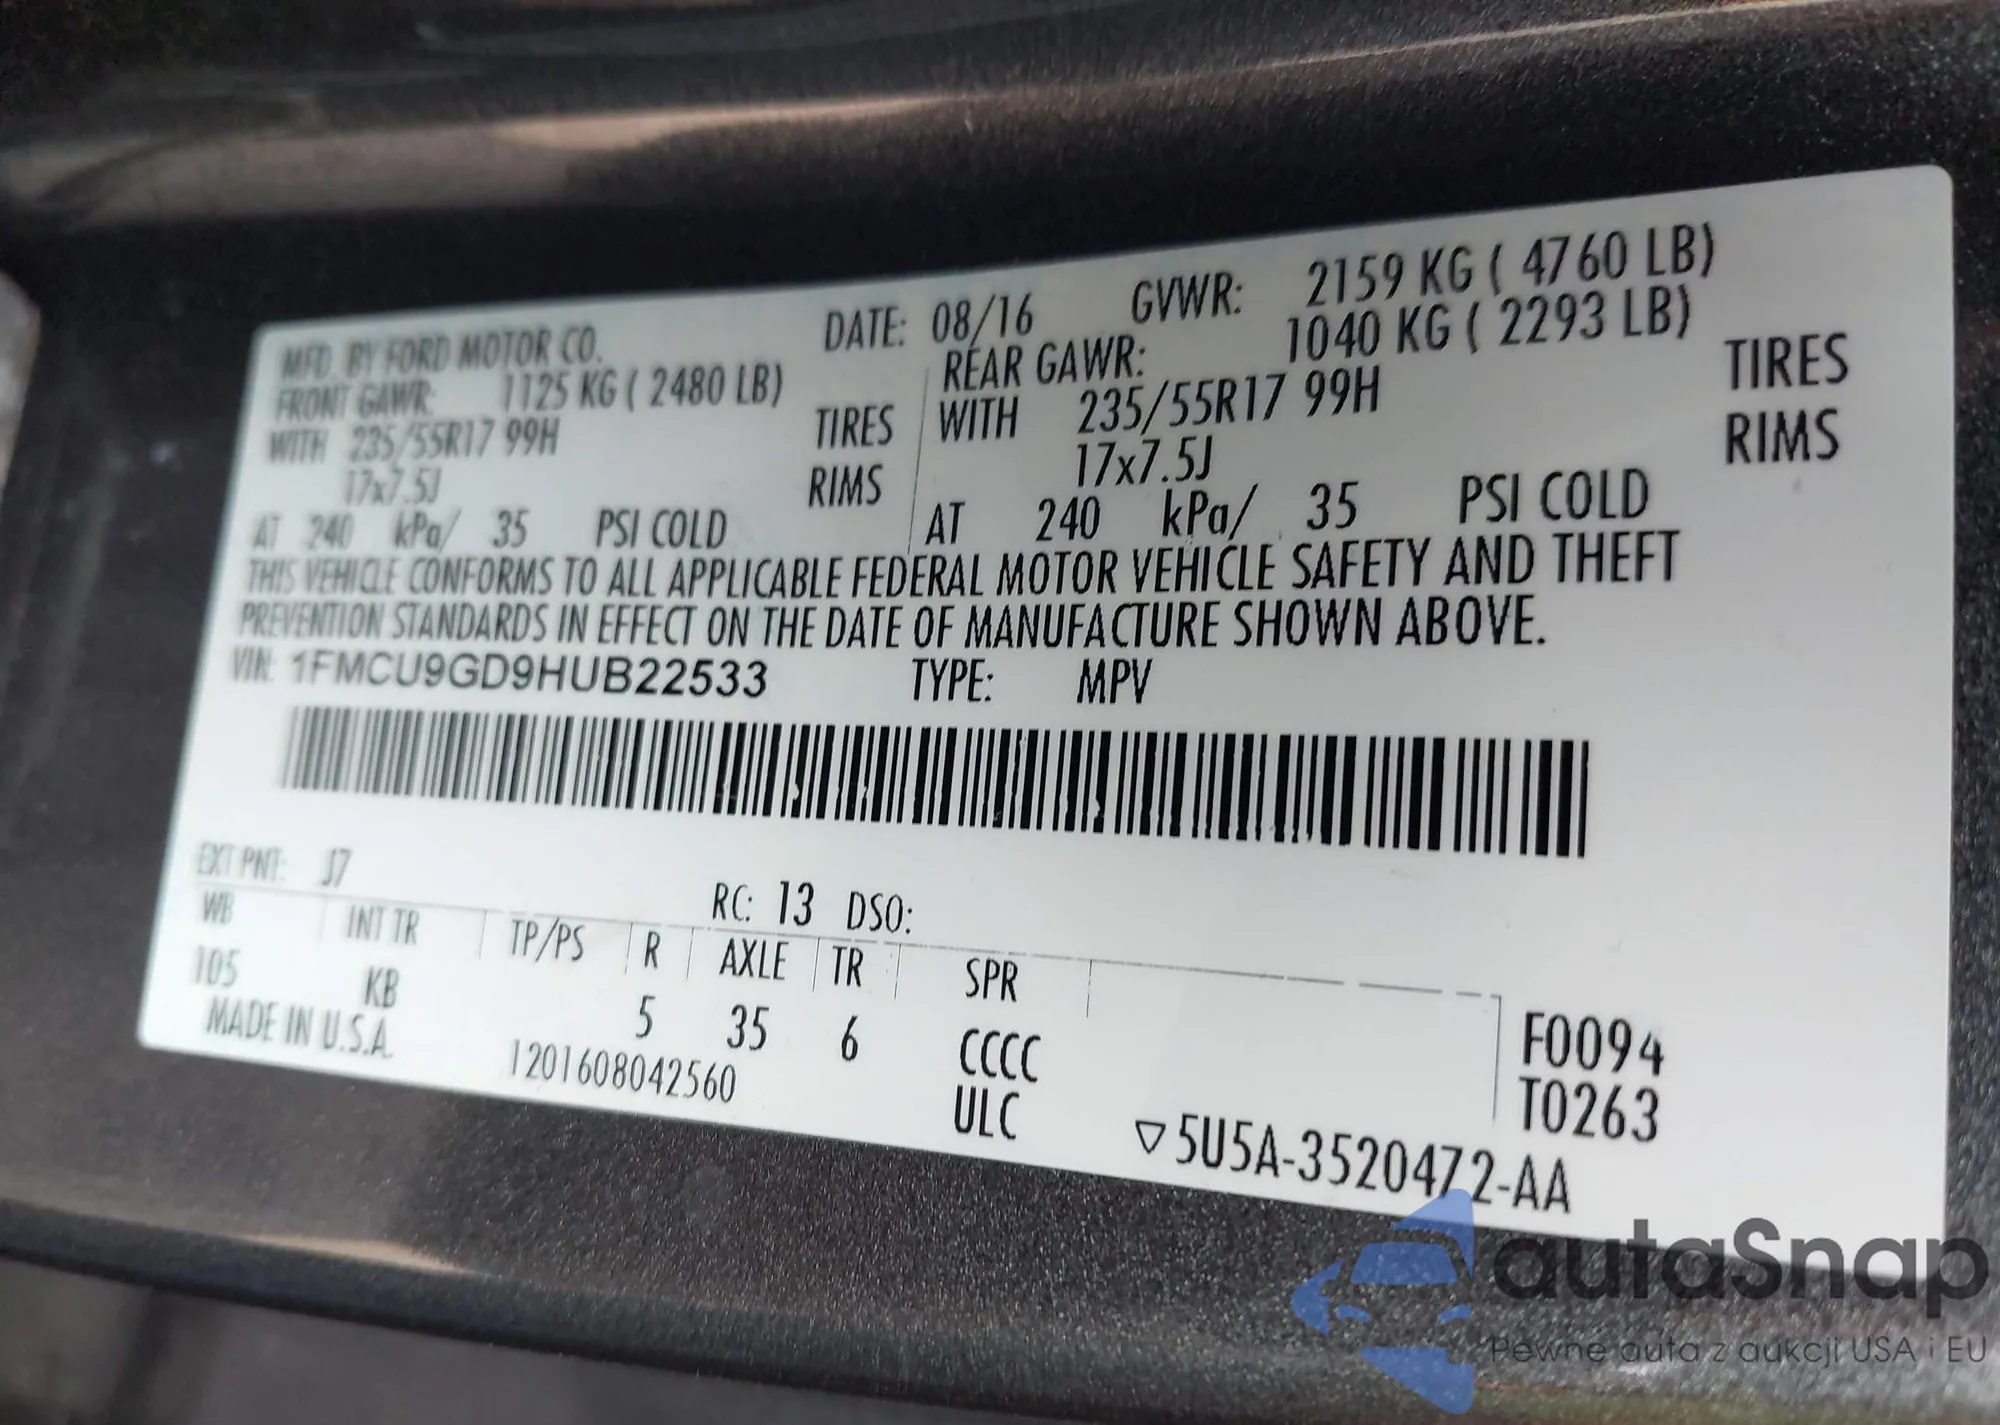 MFD. BY FORD MOTOR CO. DATE: 08/16 GVWR: 2159 KG ( 4760 LB)
FRONT GAWR: 1125 KG ( 2480 LB) REAR GAWR: 1040 KG ( 2293 LB)
WITH 235/55R17 99H TIRES WITH 235/55R17 99H TIRES
17x7.5J RIMS 17x7.5J RIMS
AT 240 kPa/ 35 PSI COLD AT 240 kPa/ 35 PSI COLD
THIS VEHICLE CONFORMS TO ALL APPLICABLE FEDERAL MOTOR VEHICLE SAFETY AND THEFT
PREVENTION STANDARDS IN EFFECT ON THE DATE OF MANUFACTURE SHOWN ABOVE.
VIN: 1FMCU9GD9HUB22533 TYPE: MPV
EXT PNT: J7 RC: 13 DSO:
WB INT TR TP/PS R AXLE TR SPR
105 KB 5 35 6 CCCC F0094
MADE IN U.S.A. 1201608042560 ULC T0263
▽5U5A-3520472-AA
autaSnap
Pewne auta z aukcji USA i EU